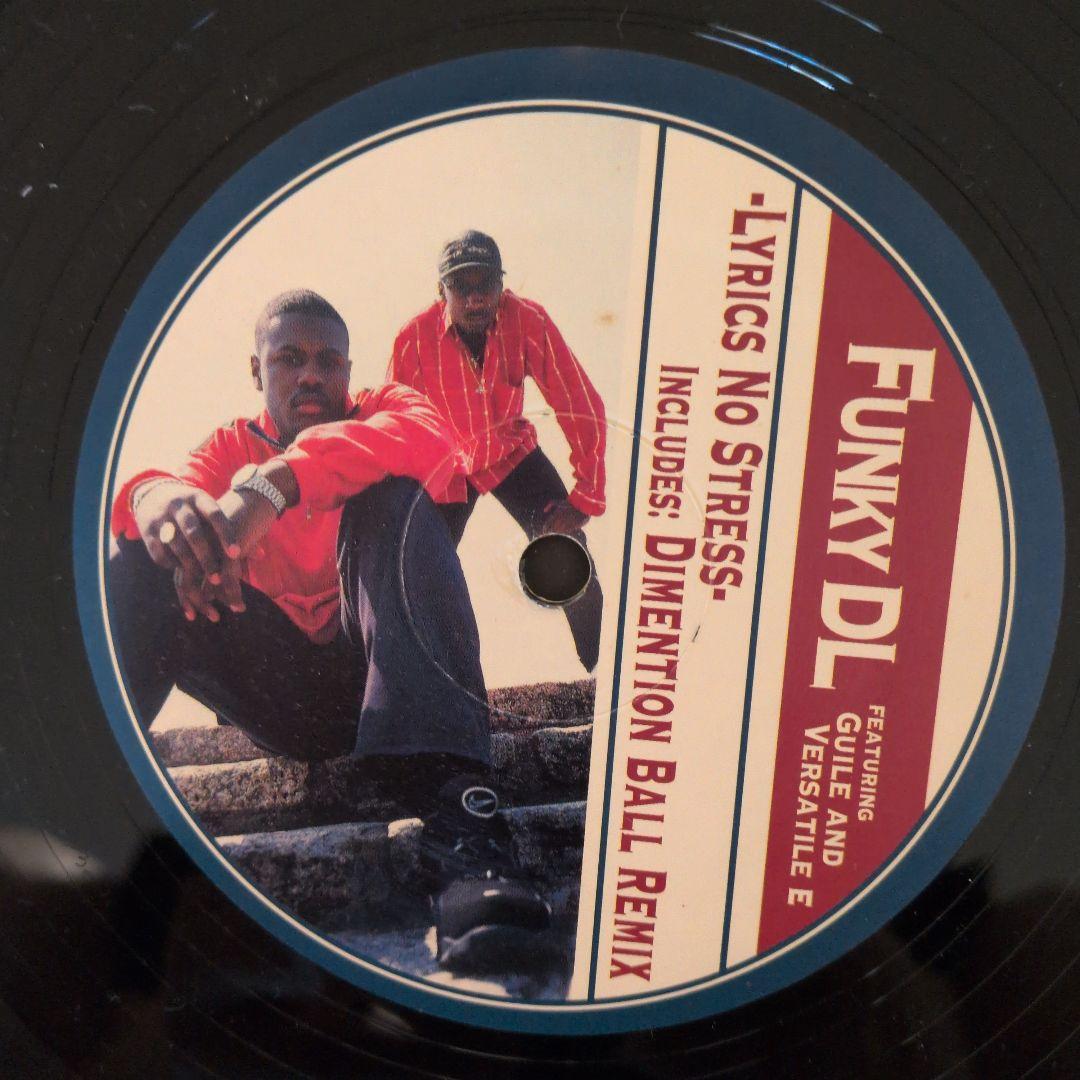 FUNKY DL
FEATURING
GUILE AND
VERSATILE E
-LYRICS NO STRESS-
INCLUDES: DIMENTION BALL REMIX